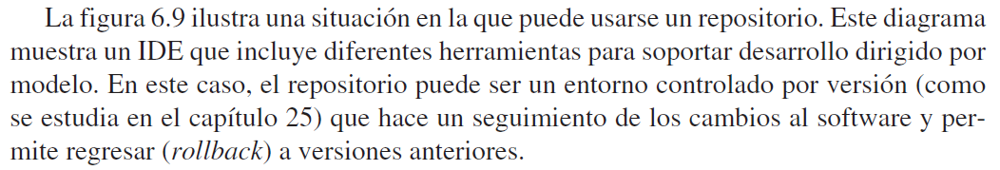 La figura 6.9 ilustra una situación en la que puede usarse un repositorio. Este diagrama
muestra un IDE que incluye diferentes herramientas para soportar desarrollo dirigido por
modelo. En este caso, el repositorio puede ser un entorno controlado por versión (como
se estudia en el capítulo 25) que hace un seguimiento de los cambios al software y per-
mite regresar (rollback) a versiones anteriores.